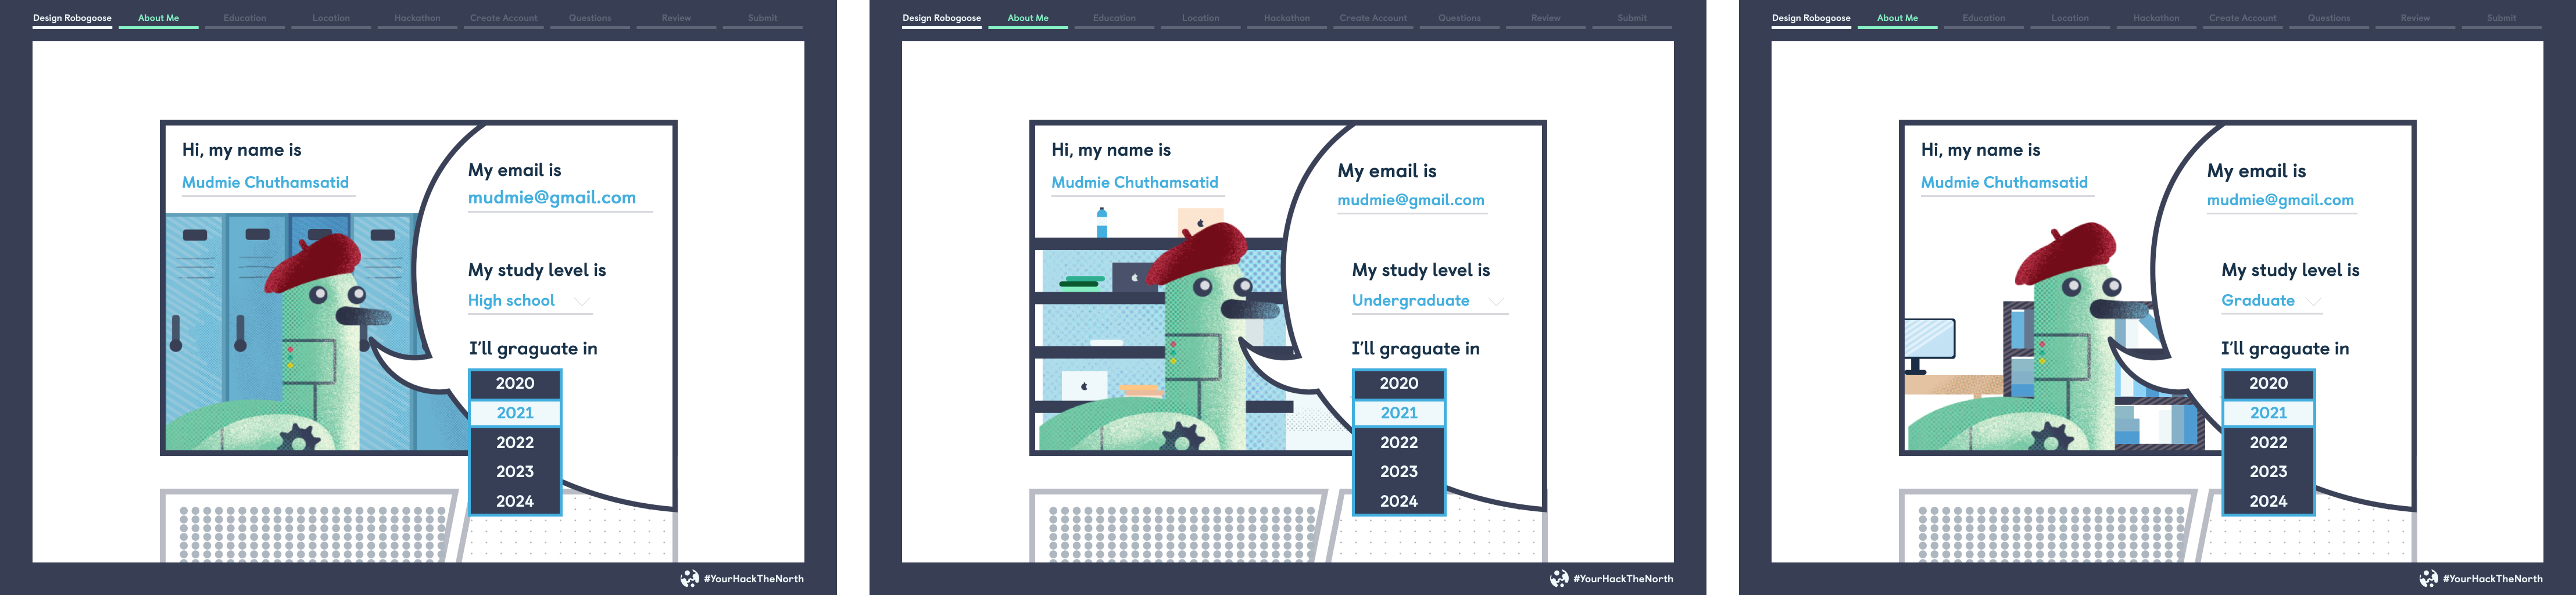 Design Robogoose About Me Education Location Hackathon Create Account Questions Review Submit
Hi, my name is
Mudmie Chuthamsatid
My email is
mudmie@gmail.com
My study level is
High school
I'll graguate in
2020
2021
2022
2023
2024
#YourHackTheNorth
Design Robogoose About Me Education Location Hackathon Create Account Questions Review Submit
Hi, my name is
Mudmie Chuthamsatid
My email is
mudmie@gmail.com
My study level is
Undergraduate
I'll graguate in
2020
2021
2022
2023
2024
#YourHackTheNorth
Design Robogoose About Me Education Location Hackathon Create Account Questions Review Submit
Hi, my name is
Mudmie Chuthamsatid
My email is
mudmie@gmail.com
My study level is
Graduate
I'll graguate in
2020
2021
2022
2023
2024
#YourHackTheNorth